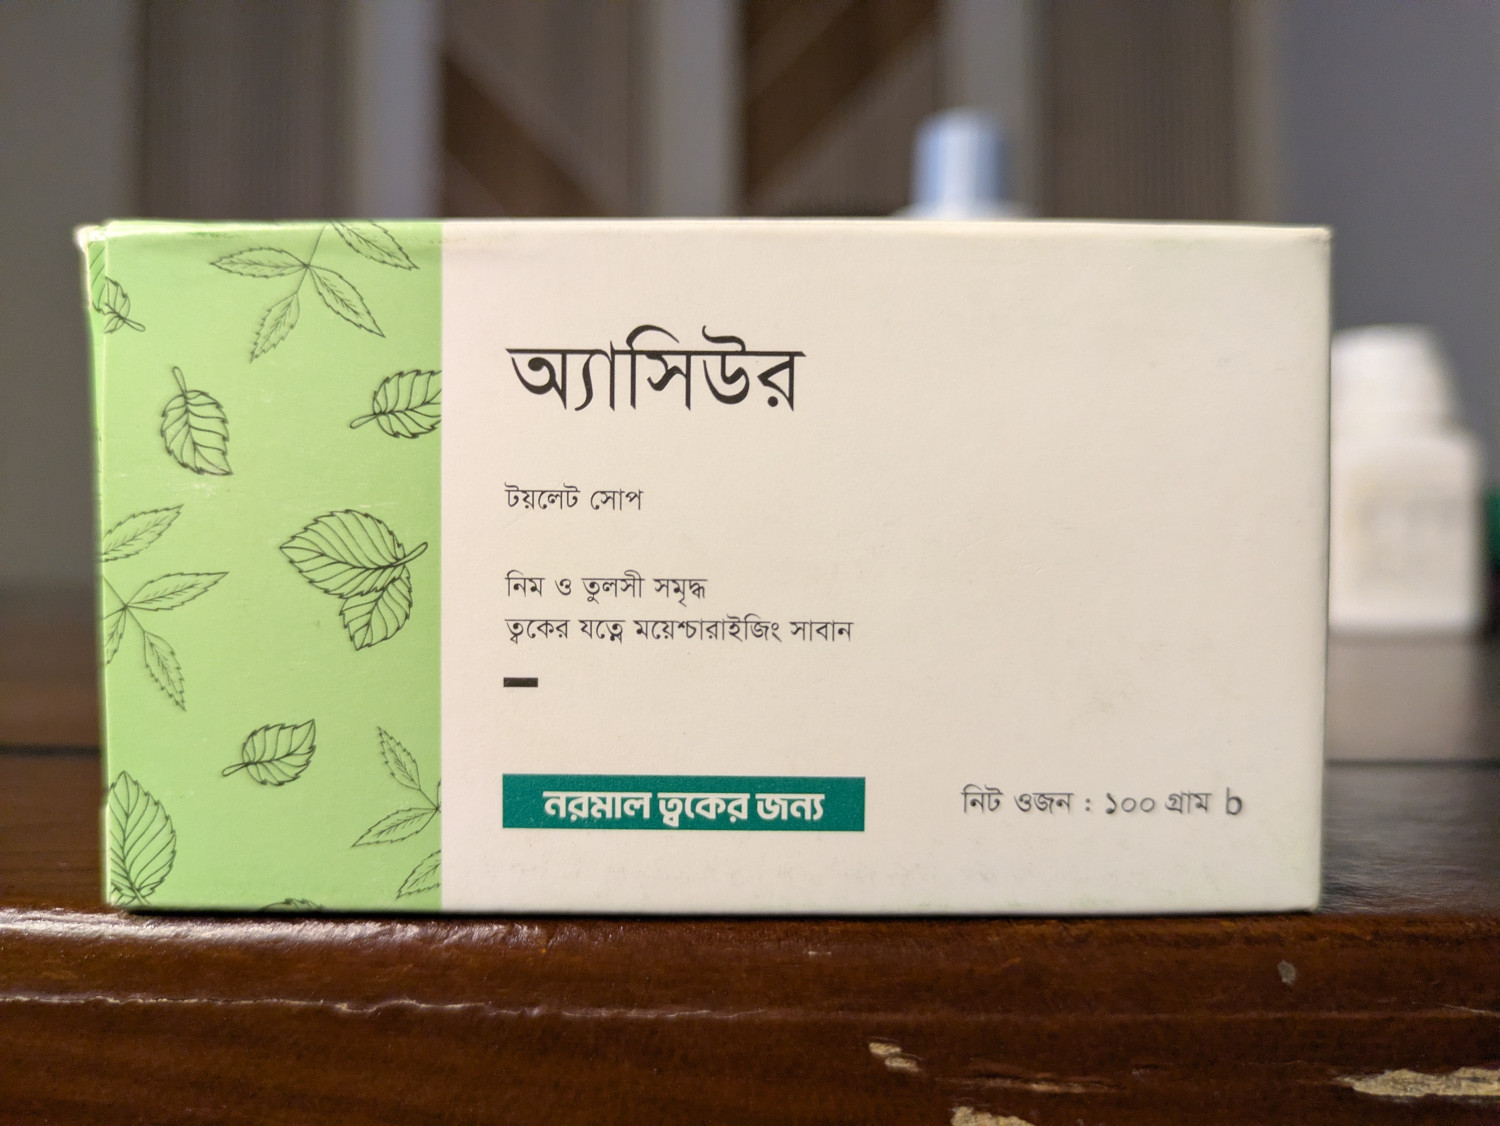 অ্যাসিউর
টয়লেট সোপ
নিম ও তুলসী সমৃদ্ধ
ত্বকের যত্নে ময়েশ্চারাইজিং সাবান
নরমাল ত্বকের জন্য
নিট ওজন : ১০০ গ্রাম b